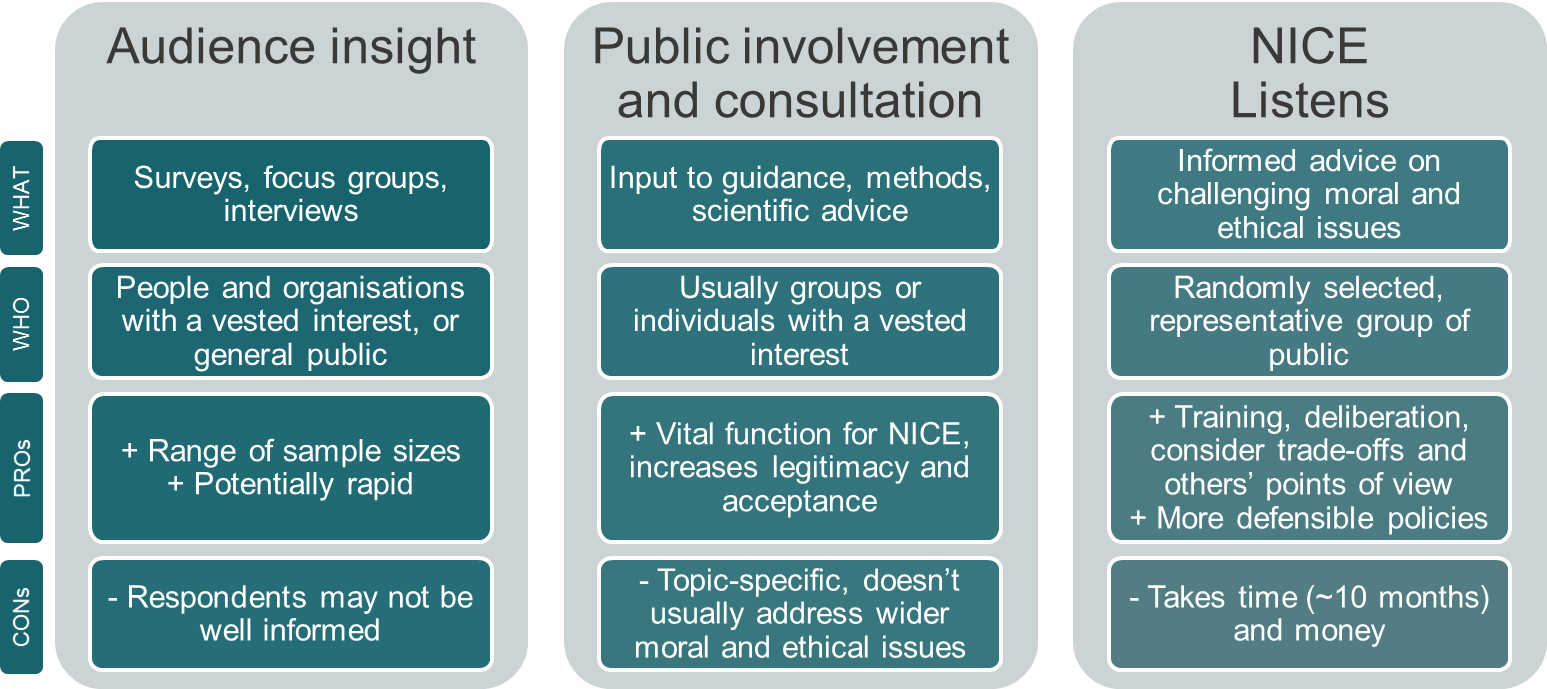 Audience insight
Public involvement
and consultation
NICE
Listens
WHAT
Surveys, focus groups,
interviews
Input to guidance, methods,
scientific advice
Informed advice on
challenging moral and
ethical issues
WHO
People and organisations
with a vested interest, or
general public
Usually groups or
individuals with a vested
interest
Randomly selected,
representative group of
public
PROs
+ Range of sample sizes
+ Potentially rapid
+ Vital function for NICE,
increases legitimacy and
acceptance
+ Training, deliberation,
consider trade-offs and
others’ points of view
+ More defensible policies
CONs
- Respondents may not be
well informed
- Topic-specific, doesn’t
usually address wider
moral and ethical issues
- Takes time (~10 months)
and money